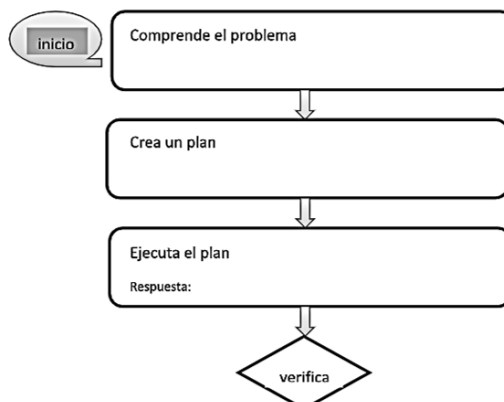 inicio
Comprende el problema
Crea un plan
Ejecuta el plan
Respuesta:
verifica